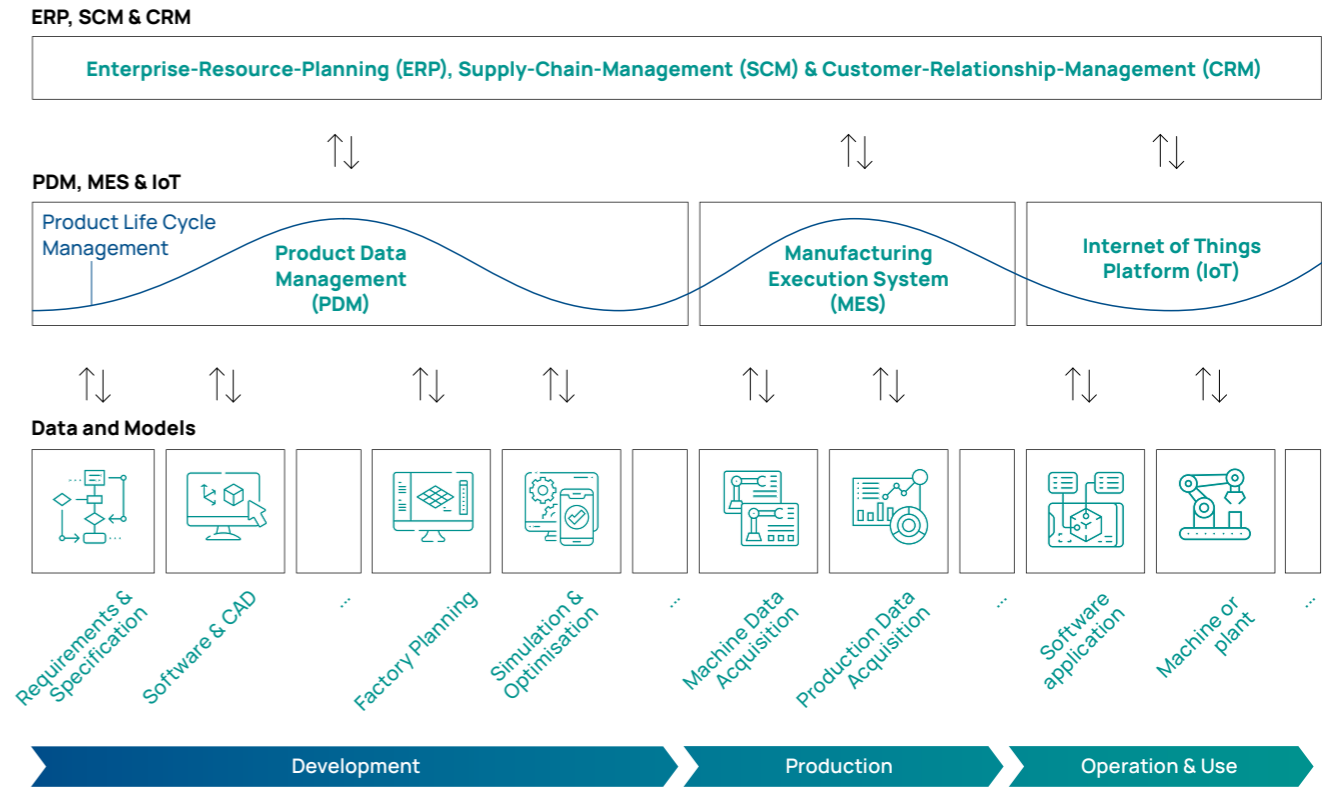 ERP, SCM & CRM
Enterprise-Resource-Planning (ERP), Supply-Chain-Management (SCM) & Customer-Relationship-Management (CRM)
PDM, MES & IoT
Product Life Cycle
Management
Product Data
Management
(PDM)
Manufacturing
Execution System
(MES)
Internet of Things
Platform (IoT)
Data and Models
Requirements &
Specification
Software & CAD
...
Factory Planning
Simulation &
Optimisation
...
Machine Data
Acquisition
Production Data
Acquisition
...
Software
application
Machine or
plant
...
Development
Production
Operation & Use